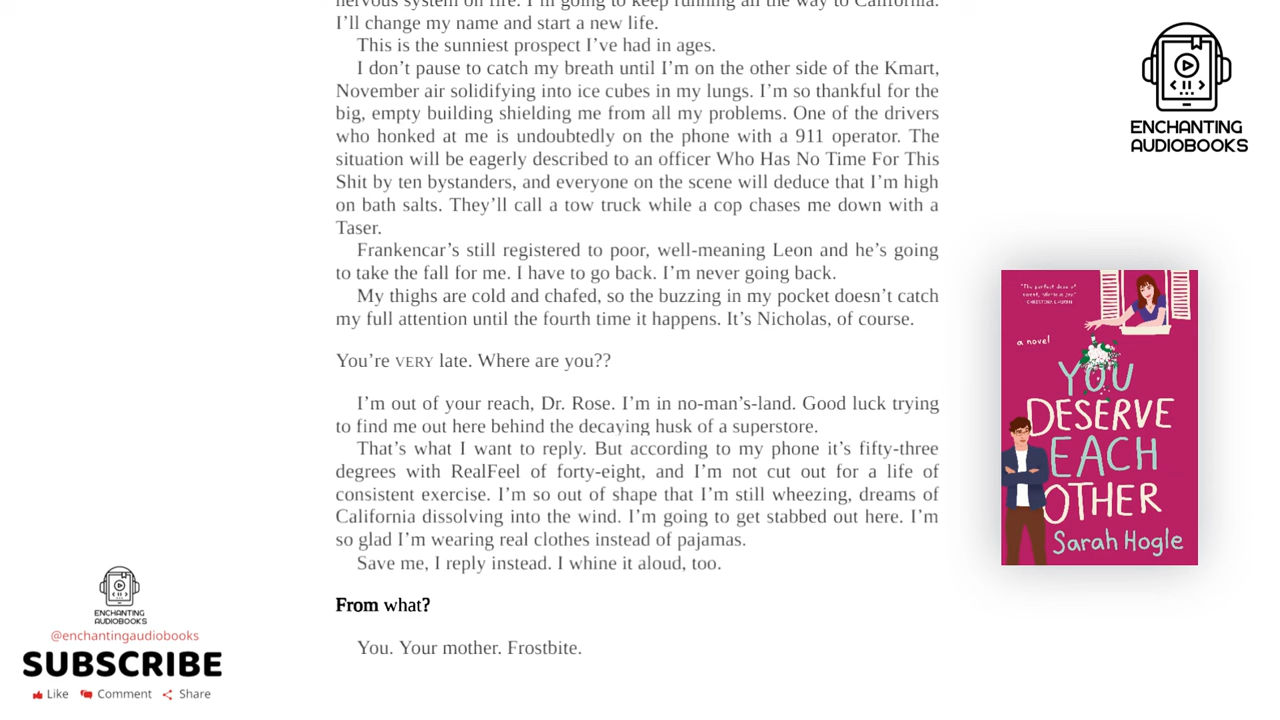 nervous system on fire. I'm going to keep running all the way to California.
I'll change my name and start a new life.
This is the sunniest prospect I've had in ages.
I don't pause to catch my breath until I'm on the other side of the Kmart,
November air solidifying into ice cubes in my lungs. I'm so thankful for the
big, empty building shielding me from all my problems. One of the drivers
who honked at me is undoubtedly on the phone with a 911 operator. The
situation will be eagerly described to an officer Who Has No Time For This
Shit by ten bystanders, and everyone on the scene will deduce that I'm high
on bath salts. They'll call a tow truck while a cop chases me down with a
Taser.
Frankencar's still registered to poor, well-meaning Leon and he's going
to take the fall for me. I have to go back. I'm never going back.
My thighs are cold and chafed, so the buzzing in my pocket doesn't catch
my full attention until the fourth time it happens. It's Nicholas, of course.
You're VERY late. Where are you??
I'm out of your reach, Dr. Rose. I'm in no-man's-land. Good luck trying
to find me out here behind the decaying husk of a superstore.
That's what I want to reply. But according to my phone it's fifty-three
degrees with RealFeel of forty-eight, and I'm not cut out for a life of
consistent exercise. I'm so out of shape that I'm still wheezing, dreams of
California dissolving into the wind. I'm going to get stabbed out here. I'm
so glad I'm wearing real clothes instead of pajamas.
Save me, I reply instead. I whine it aloud, too.
From what?
You. Your mother. Frostbite.
ENCHANTING
AUDIOBOOKS
"The perfect dose of
a novel
YOU
DESERVE
EACH
OTHER
Sarah Hogle
ENCHANTING
AUDIOBOOKS
@enchantingaudiobooks
SUBSCRIBE
Like Comment Share